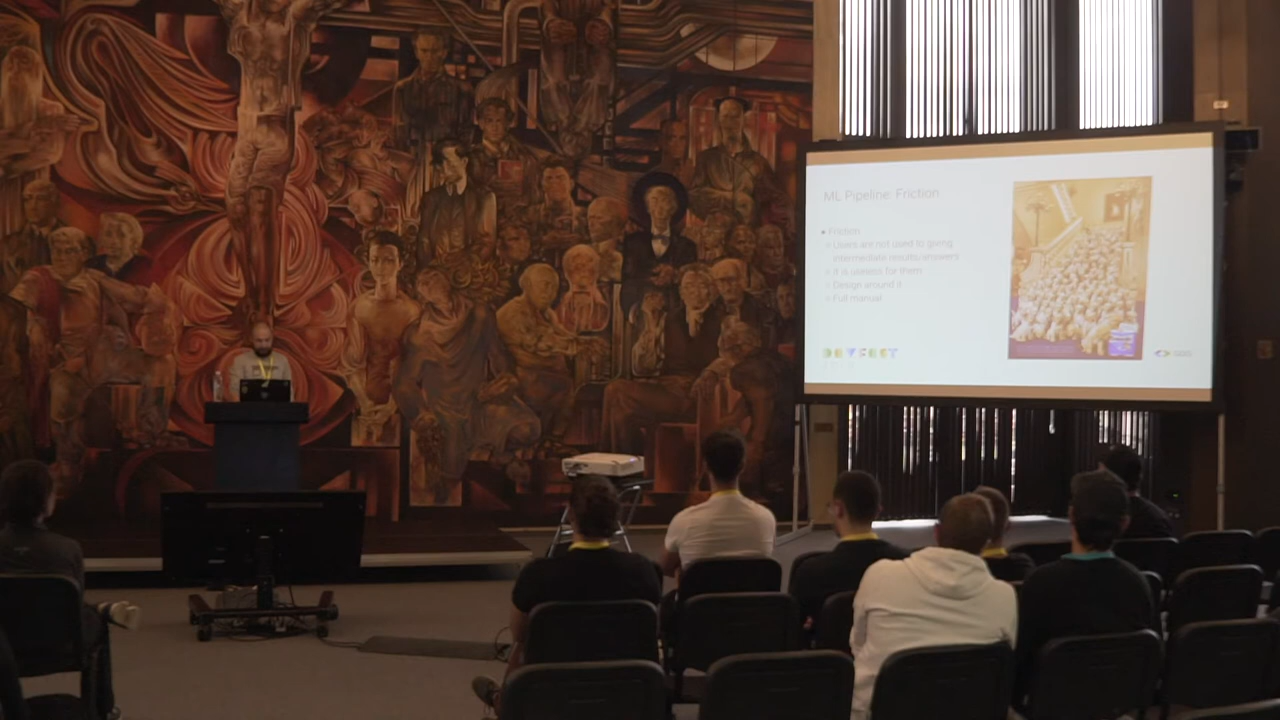 ML Pipeline: Friction
• Friction
○ Users are not used to giving
intermediate results/answers
○ It is useless for them
○ Design around it
○ Full manual
DEVFEST